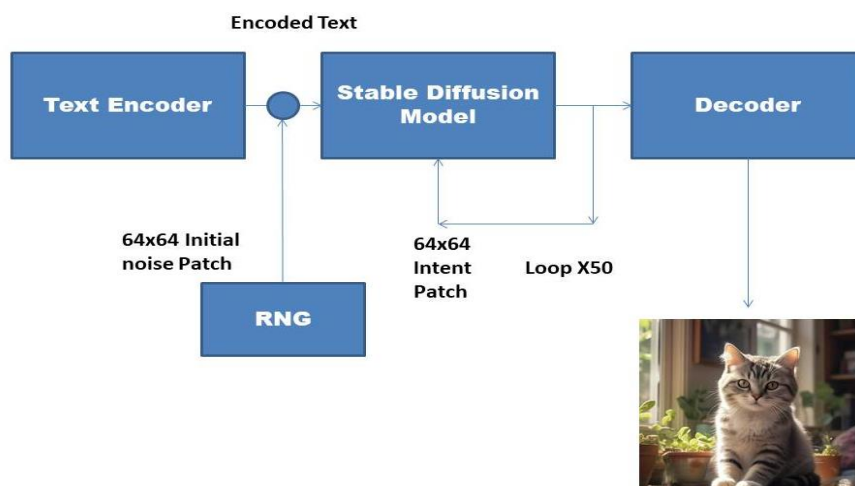 Encoded Text
Text Encoder
Stable Diffusion
Model
Decoder
64x64 Initial
noise Patch
64x64
Intent
Patch
Loop X50
RNG